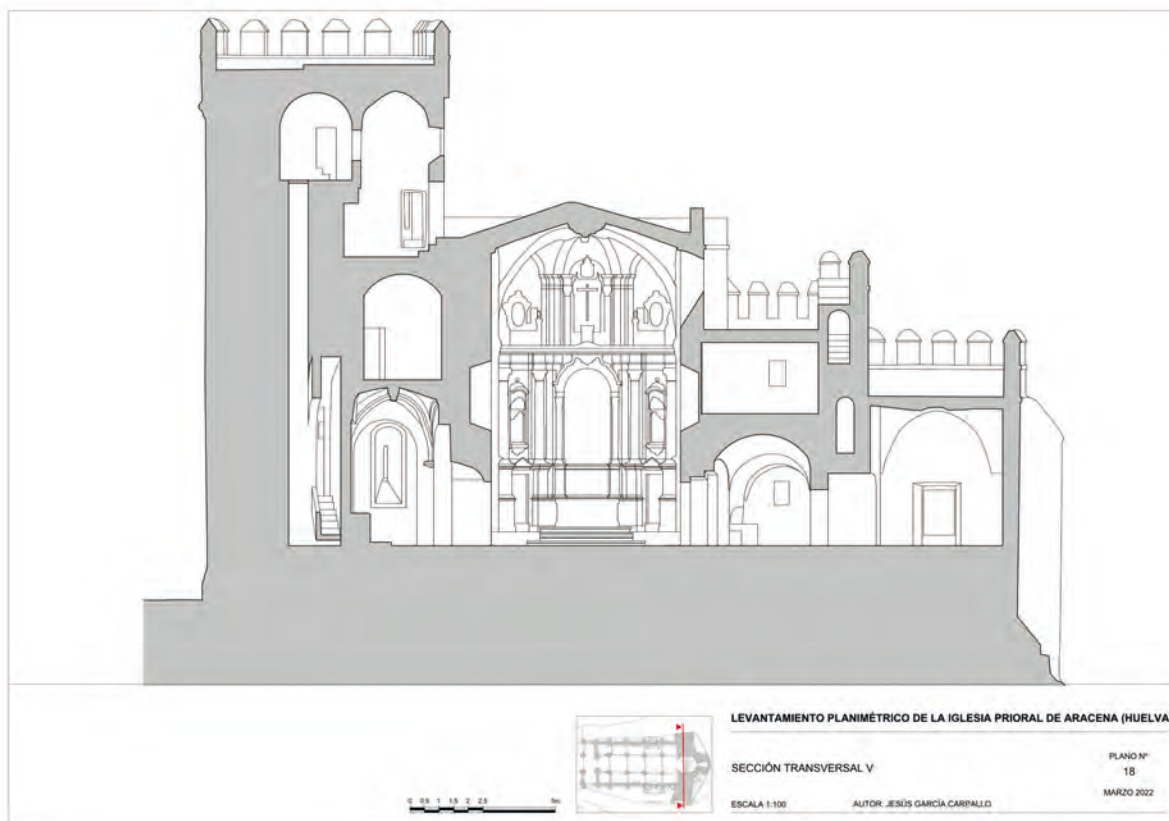 LEVANTAMIENTO PLANIMÉTRICO DE LA IGLESIA PRIORAL DE ARACENA (HUELVA
SECCIÓN TRANSVERSAL V
PLANO Nº
18
MARZO 2022
ESCALA 1:100 AUTOR: JESÚS GARCÍA CARPALLO
0 0,5 1 1,5 2 2,5 5m